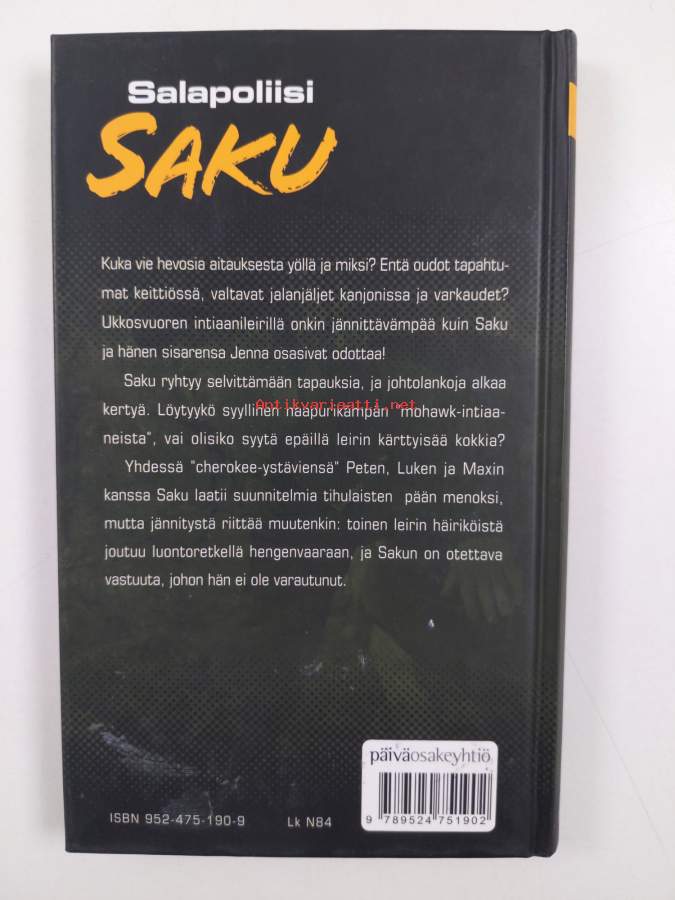 Salapoliisi
SAKU
Kuka vie hevosia aitauksesta yöllä ja miksi? Entä oudot tapahtu-
mat keittiössä, valtavat jalanjäljet kanjonissa ja varkaudet?
Ukkosvuoren intiaanileirillä onkin jännittävämpää kuin Saku
ja hänen sisarensa Jenna osasivat odottaa!
Saku ryhtyy selvittämään tapauksia, ja johtolankoja alkaa
Antikvariaatti.net
kertyä. Löytyykö syyllinen naapurikämpän "mohawk-intiaa-
neista", vai olisiko syytä epäillä leirin kärttyisää kokkia?
Yhdessä "cherokee-ystäviensä" Peten, Luken ja Maxin
kanssa Saku laatii suunnitelmia tihulaisten pään menoksi,
mutta jännitystä riittää muutenkin: toinen leirin häiriköistä
joutuu luontoretkellä hengenvaaraan, ja Sakun on otettava
vastuuta, johon hän ei ole varautunut.
päiväosakeyhtiö
9 789524 751902
ISBN 952-475-190-9 Lk N84